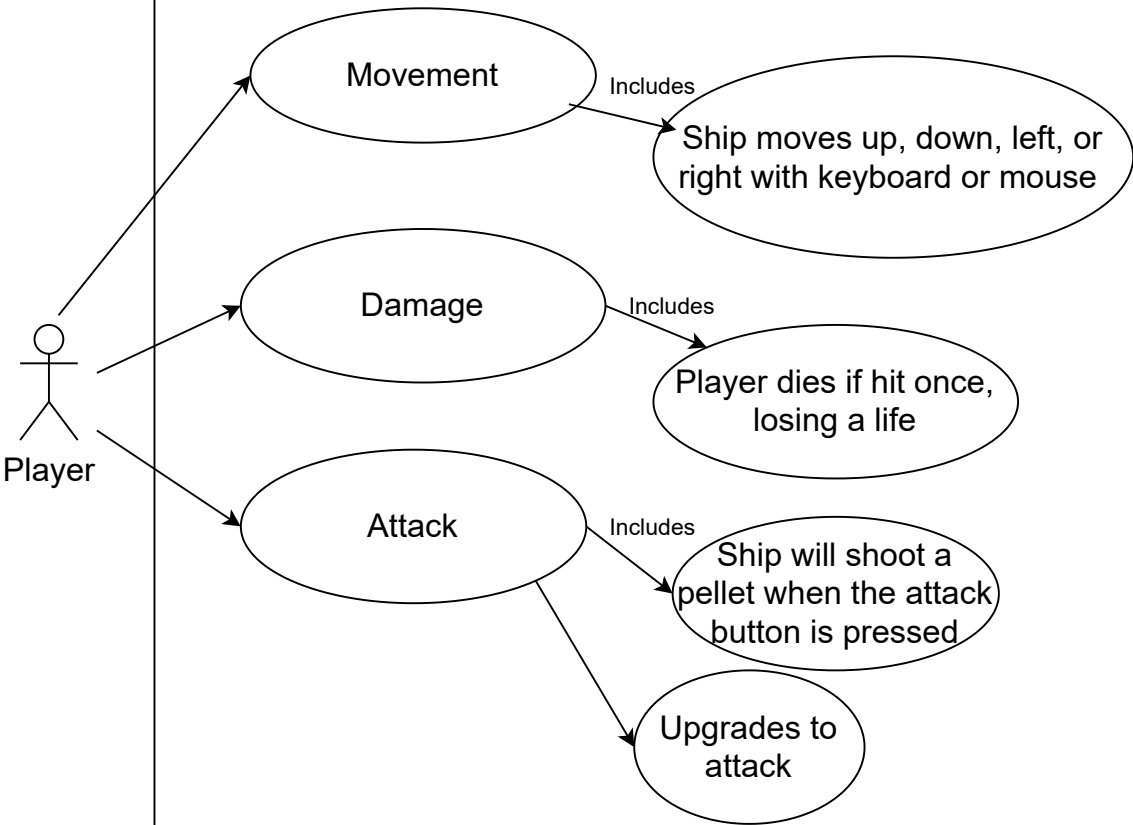 Movement
Includes
Ship moves up, down, left, or
right with keyboard or mouse
Damage
Includes
Player dies if hit once,
losing a life
Player
Attack
Includes
Ship will shoot a
pellet when the attack
button is pressed
Upgrades to
attack